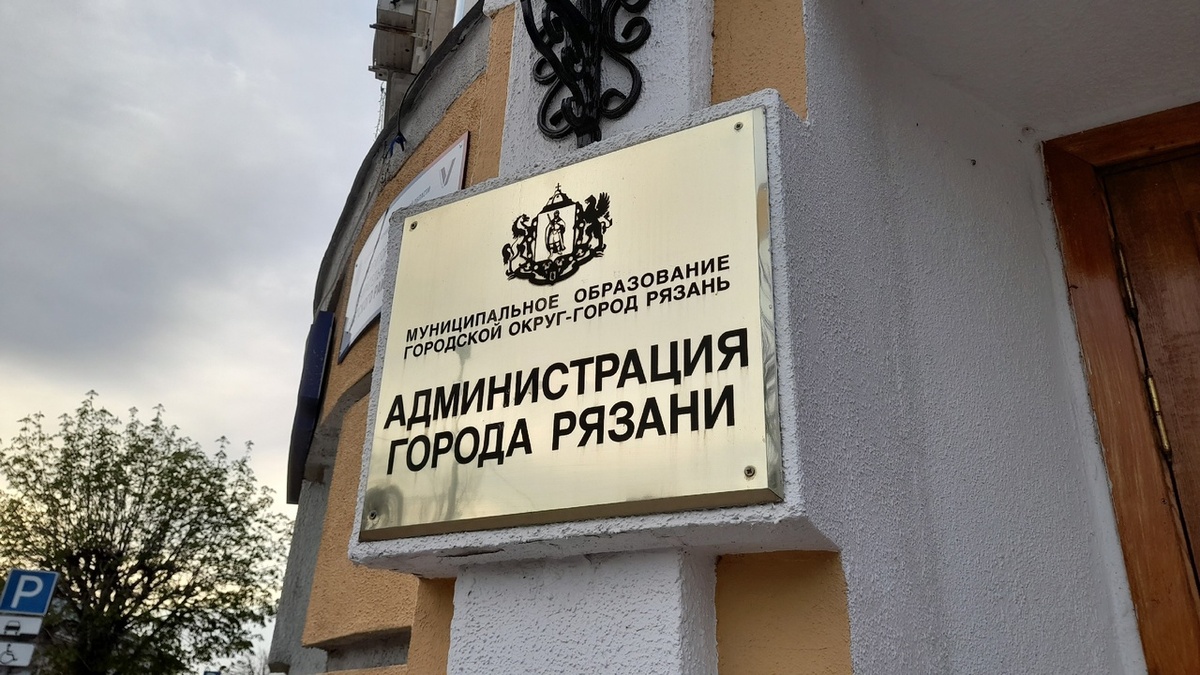 МУНИЦИПАЛЬНОЕ ОБРАЗОВАНИЕ
ГОРОДСКОЙ ОКРУГ-ГОРОД РЯЗАНЬ
АДМИНИСТРАЦИЯ
ГОРОДА РЯЗАНИ
P